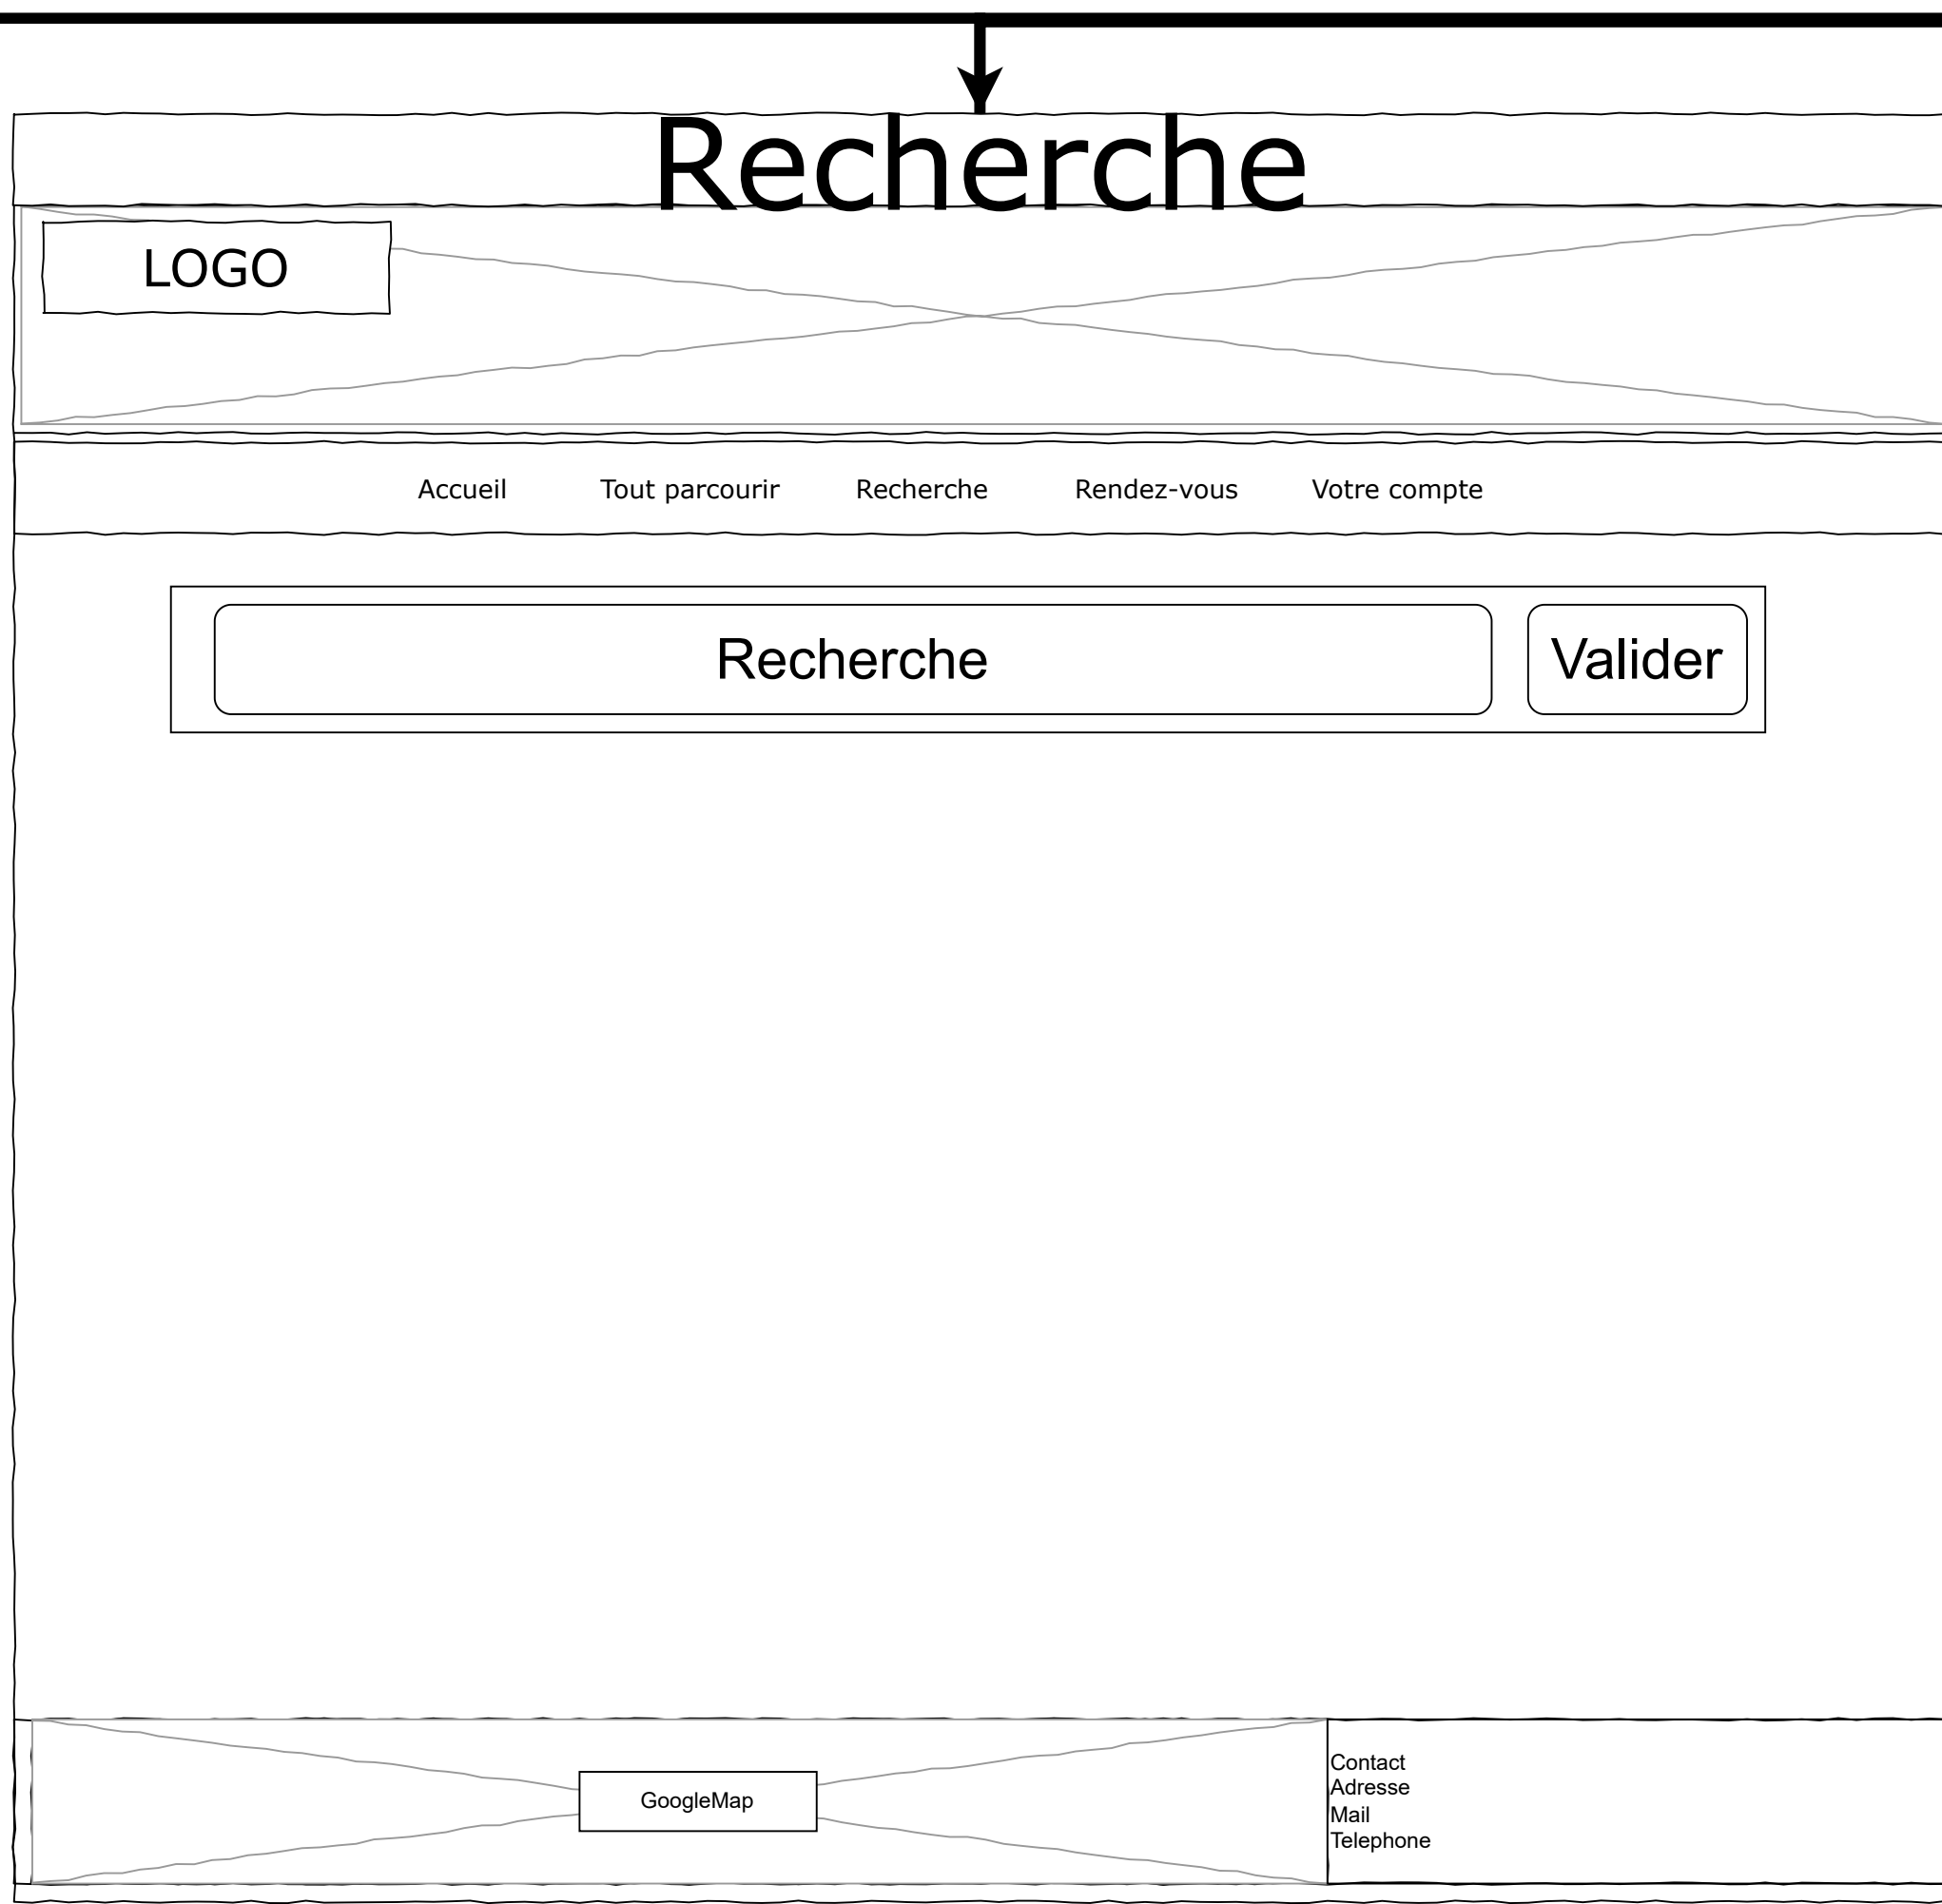 Recherche
LOGO
Accueil Tout parcourir Recherche Rendez-vous Votre compte
Recherche Valider
GoogleMap
Contact
Adresse
Mail
Telephone